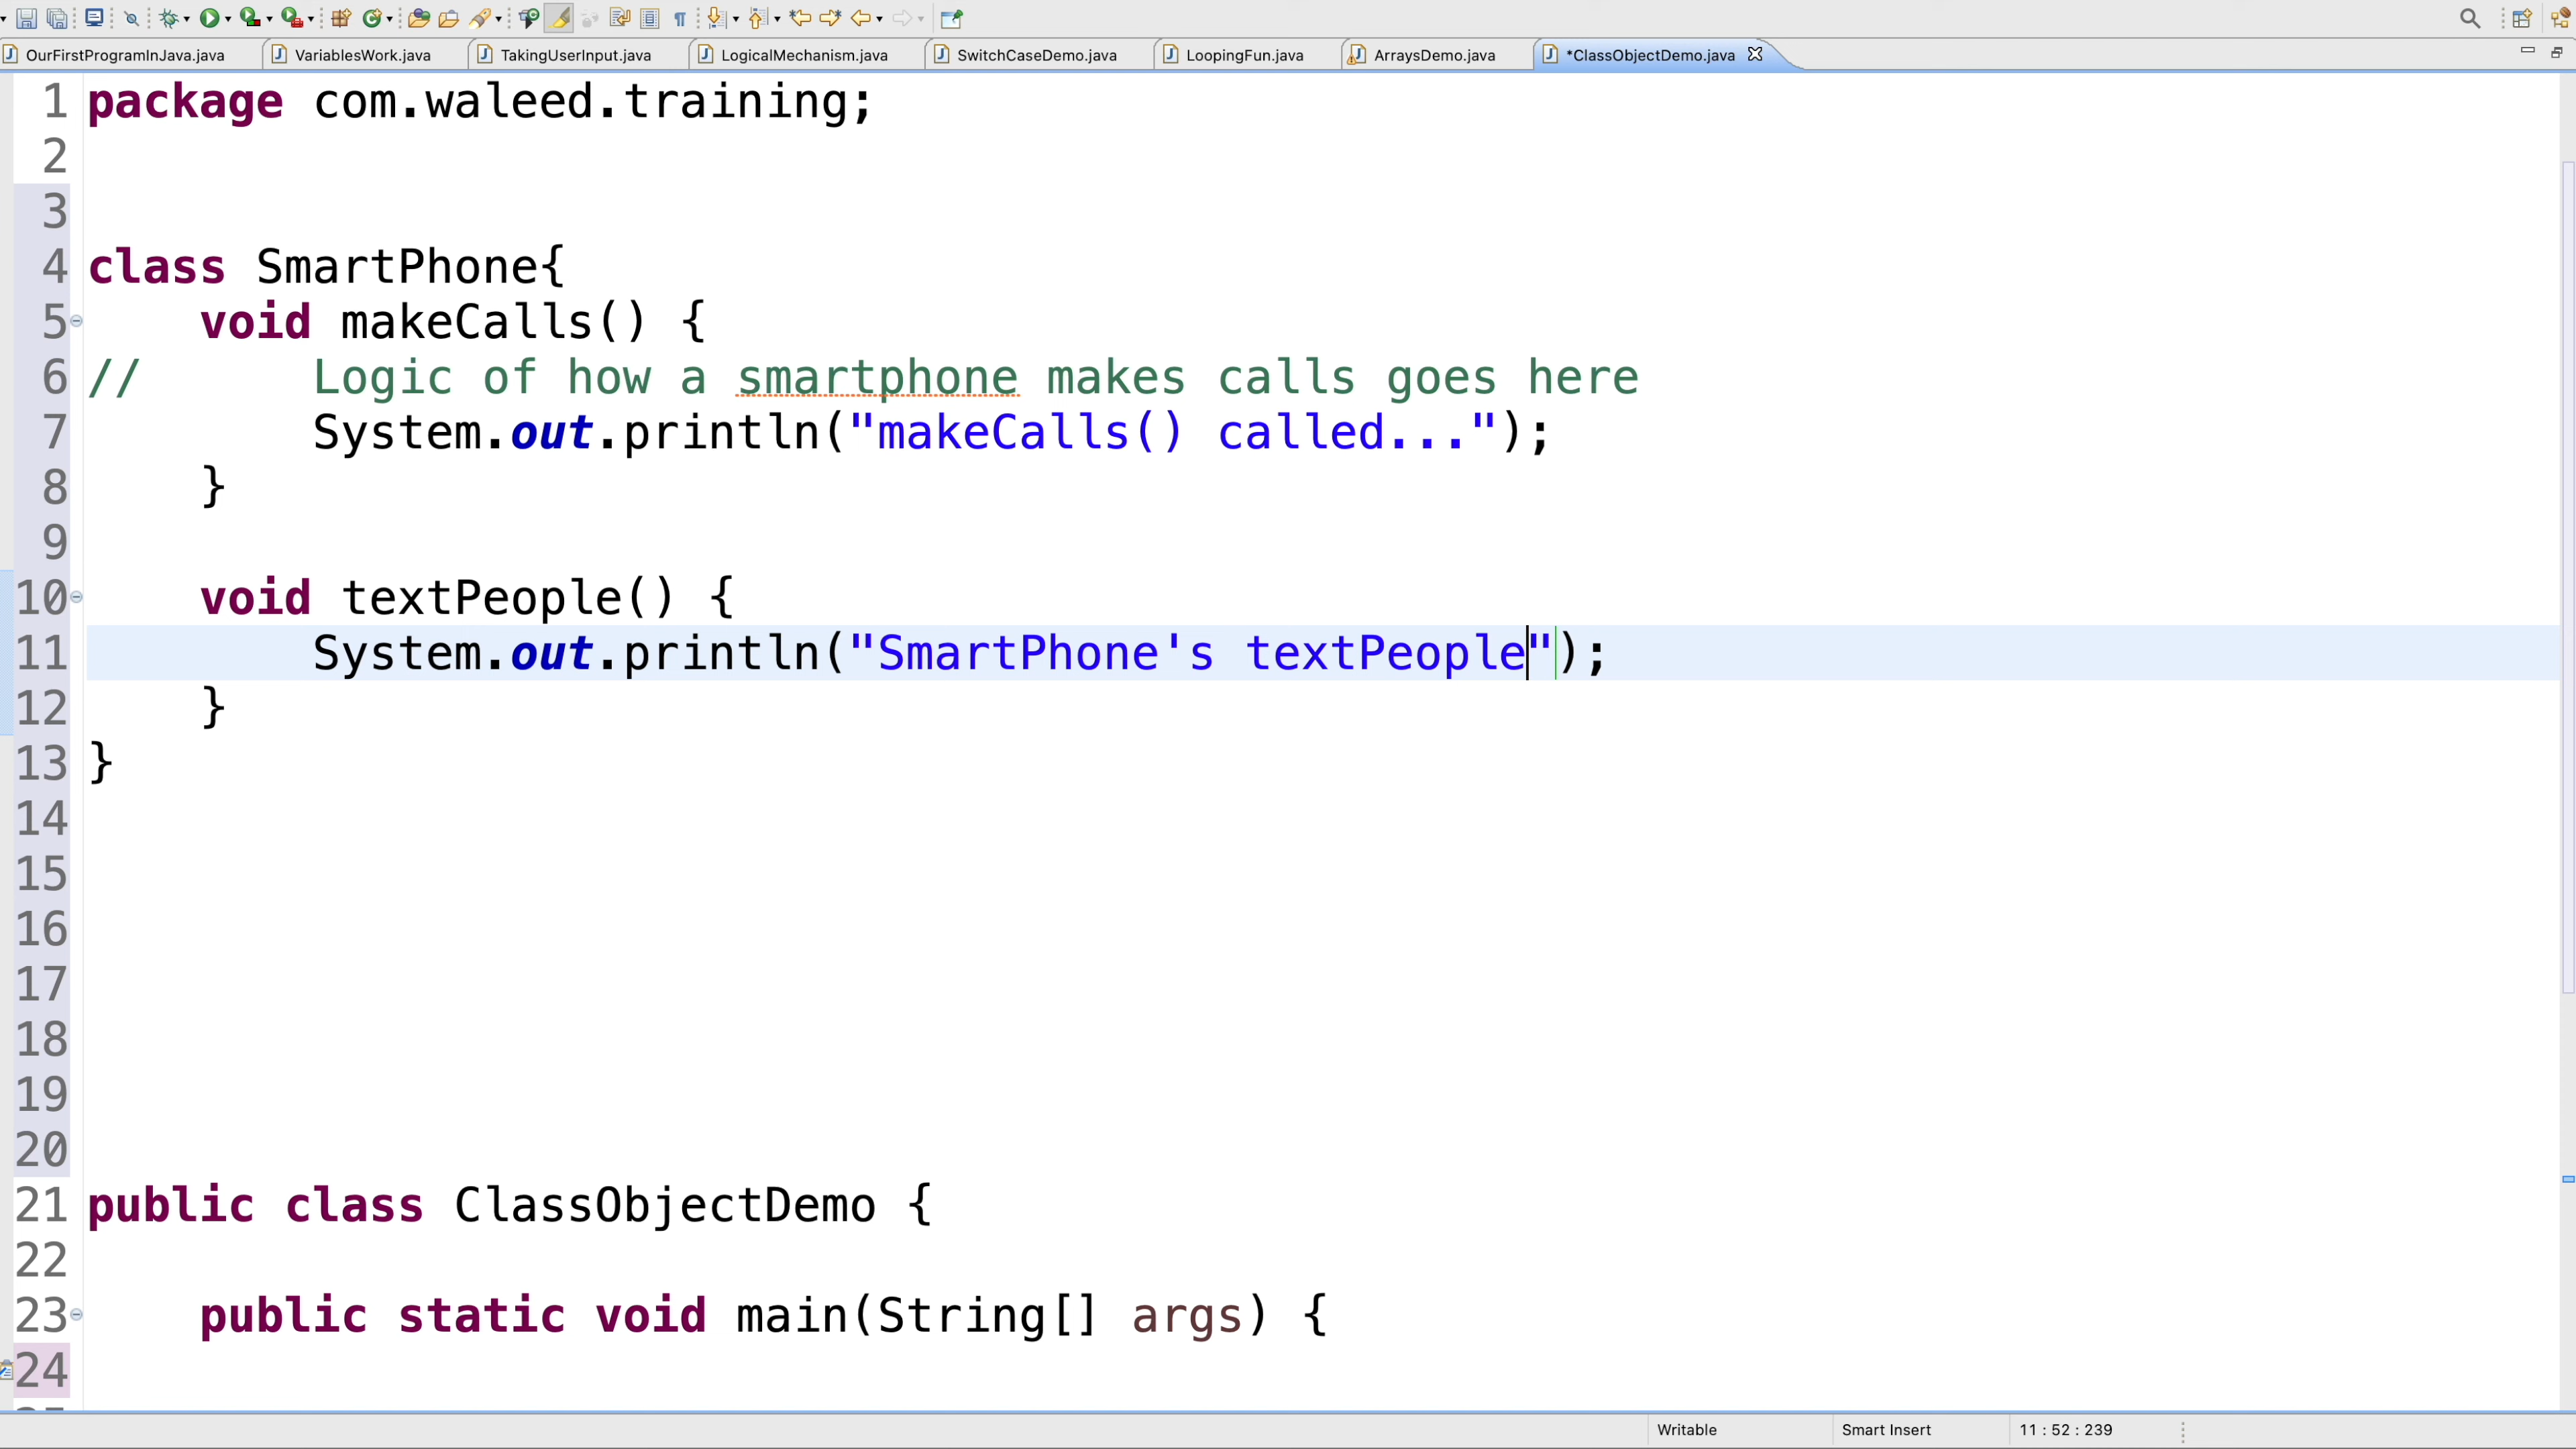 OurFirstProgramInJava.java VariablesWork.java TakingUserInput.java LogicalMechanism.java SwitchCaseDemo.java LoopingFun.java ArraysDemo.java *ClassObjectDemo.java
1 package com.waleed.training;
2
3
4 class SmartPhone{
5 void makeCalls() {
6 // Logic of how a smartphone makes calls goes here
7 System.out.println("makeCalls() called...");
8 }
9
10 void textPeople() {
11 System.out.println("SmartPhone's textPeople");
12 }
13 }
14
15
16
17
18
19
20
21 public class ClassObjectDemo {
22
23 public static void main(String[] args) {
24
Writable Smart Insert 11 : 52 : 239